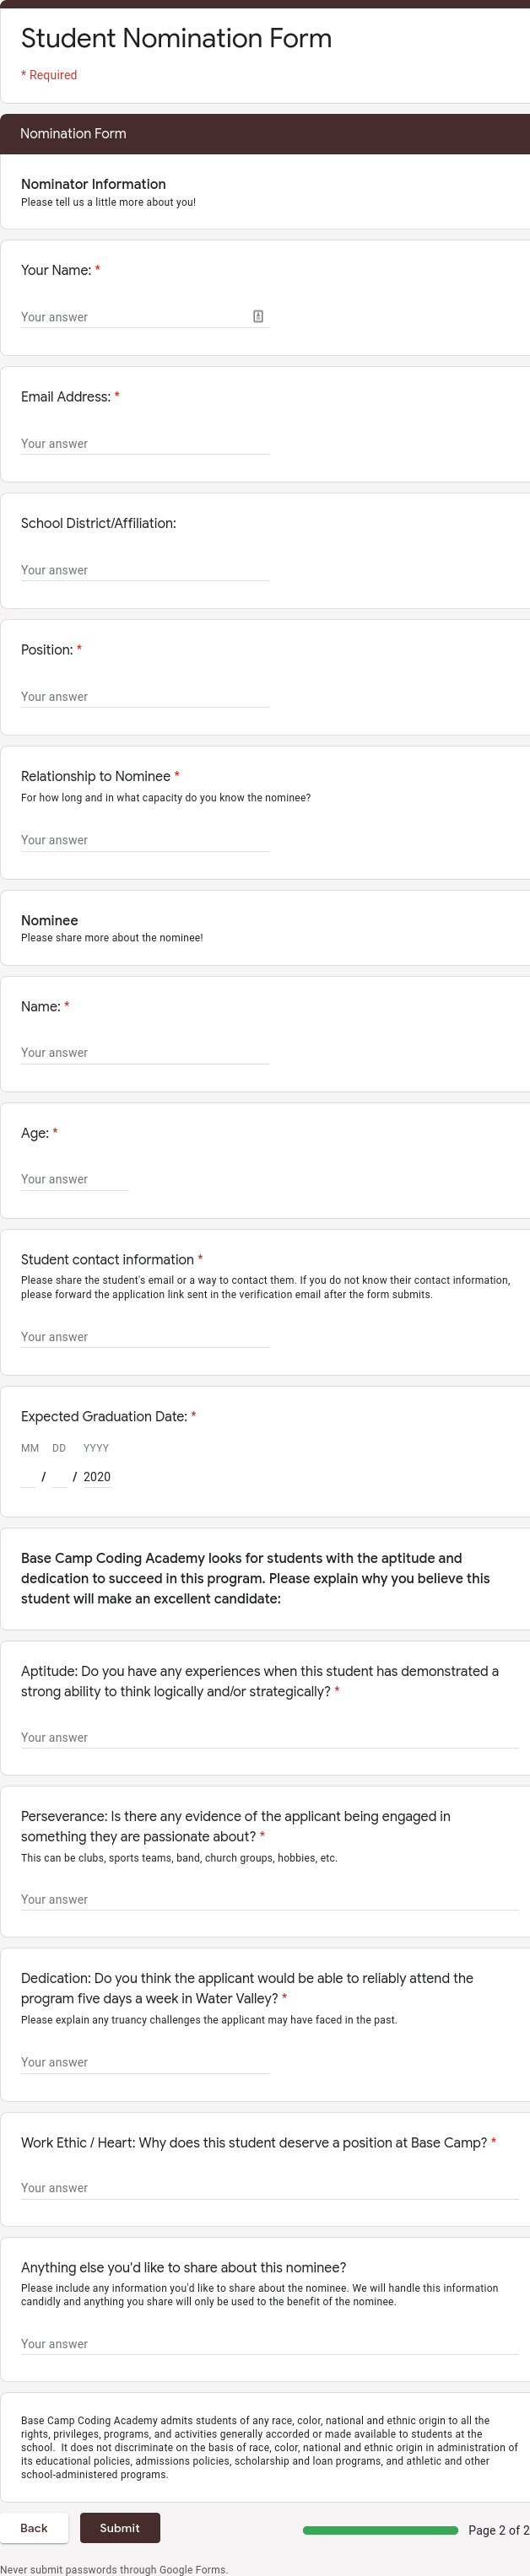 Student Nomination Form
* Required
Nomination Form
Nominator Information
Please tell us a little more about you!
Your Name: *
Your answer
Email Address: *
Your answer
School District/Affiliation:
Your answer
Position: *
Your answer
Relationship to Nominee *
For how long and in what capacity do you know the nominee?
Your answer
Nominee
Please share more about the nominee!
Name: *
Your answer
Age: *
Your answer
Student contact information *
Please share the student's email or a way to contact them. If you do not know their contact information,
please forward the application link sent in the verification email after the form submits.
Your answer
Expected Graduation Date: *
MM DD YYYY
/ / 2020
Base Camp Coding Academy looks for students with the aptitude and
dedication to succeed in this program. Please explain why you believe this
student will make an excellent candidate:
Aptitude: Do you have any experiences when this student has demonstrated a
strong ability to think logically and/or strategically? *
Your answer
Perseverance: Is there any evidence of the applicant being engaged in
something they are passionate about? *
This can be clubs, sports teams, band, church groups, hobbies, etc.
Your answer
Dedication: Do you think the applicant would be able to reliably attend the
program five days a week in Water Valley? *
Please explain any truancy challenges the applicant may have faced in the past.
Your answer
Work Ethic / Heart: Why does this student deserve a position at Base Camp? *
Your answer
Anything else you'd like to share about this nominee?
Please include any information you'd like to share about the nominee. We will handle this information
candidly and anything you share will only be used to the benefit of the nominee.
Your answer
Base Camp Coding Academy admits students of any race, color, national and ethnic origin to all the
rights, privileges, programs, and activities generally accorded or made available to students at the
school.  It does not discriminate on the basis of race, color, national and ethnic origin in administration of
its educational policies, admissions policies, scholarship and loan programs, and athletic and other
school-administered programs.
Back Submit Page 2 of 2
Never submit passwords through Google Forms.